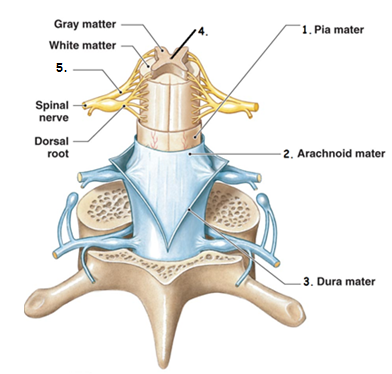 Gray matter
4.
1. Pia mater
White matter
5.
Spinal
nerve
Dorsal
root
2. Arachnoid mater
3. Dura mater